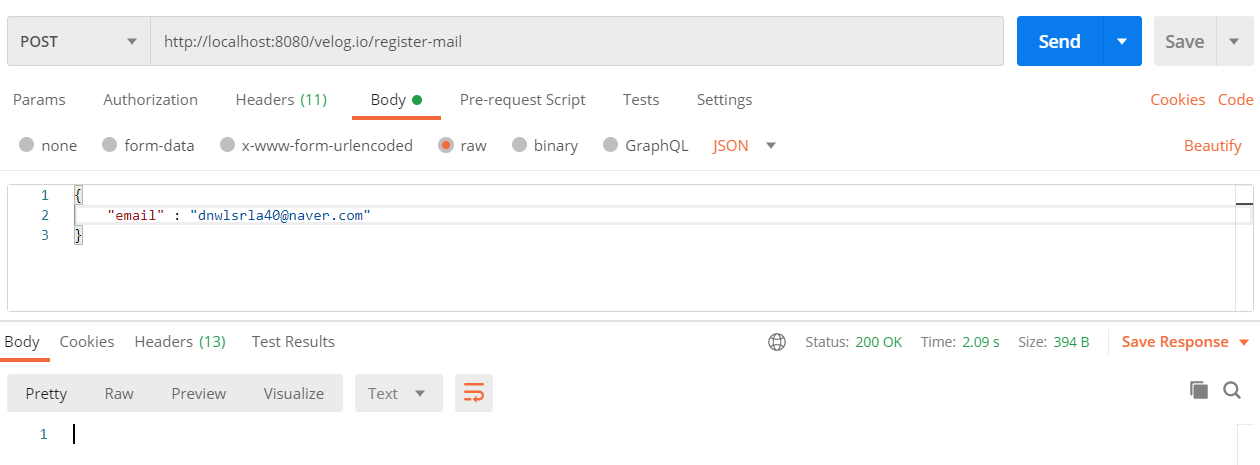 POST http://localhost:8080/velog.io/register-mail Send Save
Params Authorization Headers (11) Body Pre-request Script Tests Settings Cookies Code
none form-data x-www-form-urlencoded raw binary GraphQL JSON Beautify
1 {
2 "email" : "dnwlsrla40@naver.com"
3 }
Body Cookies Headers (13) Test Results Status: 200 OK Time: 2.09 s Size: 394 B Save Response
Pretty Raw Preview Visualize Text
1